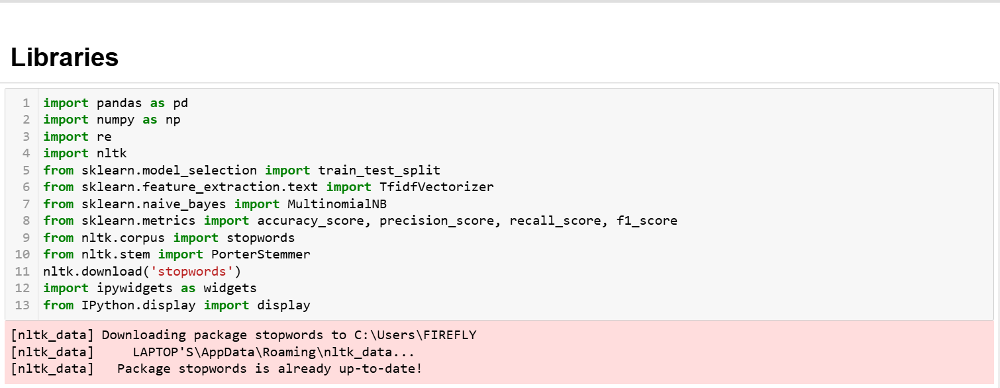 Libraries
1 import pandas as pd
2 import numpy as np
3 import re
4 import nltk
5 from sklearn.model_selection import train_test_split
6 from sklearn.feature_extraction.text import TfidfVectorizer
7 from sklearn.naive_bayes import MultinomialNB
8 from sklearn.metrics import accuracy_score, precision_score, recall_score, f1_score
9 from nltk.corpus import stopwords
10 from nltk.stem import PorterStemmer
11 nltk.download('stopwords')
12 import ipywidgets as widgets
13 from IPython.display import display
[nltk_data] Downloading package stopwords to C:\Users\FIREFLY
[nltk_data]     LAPTOP'S\AppData\Roaming\nltk_data...
[nltk_data]   Package stopwords is already up-to-date!